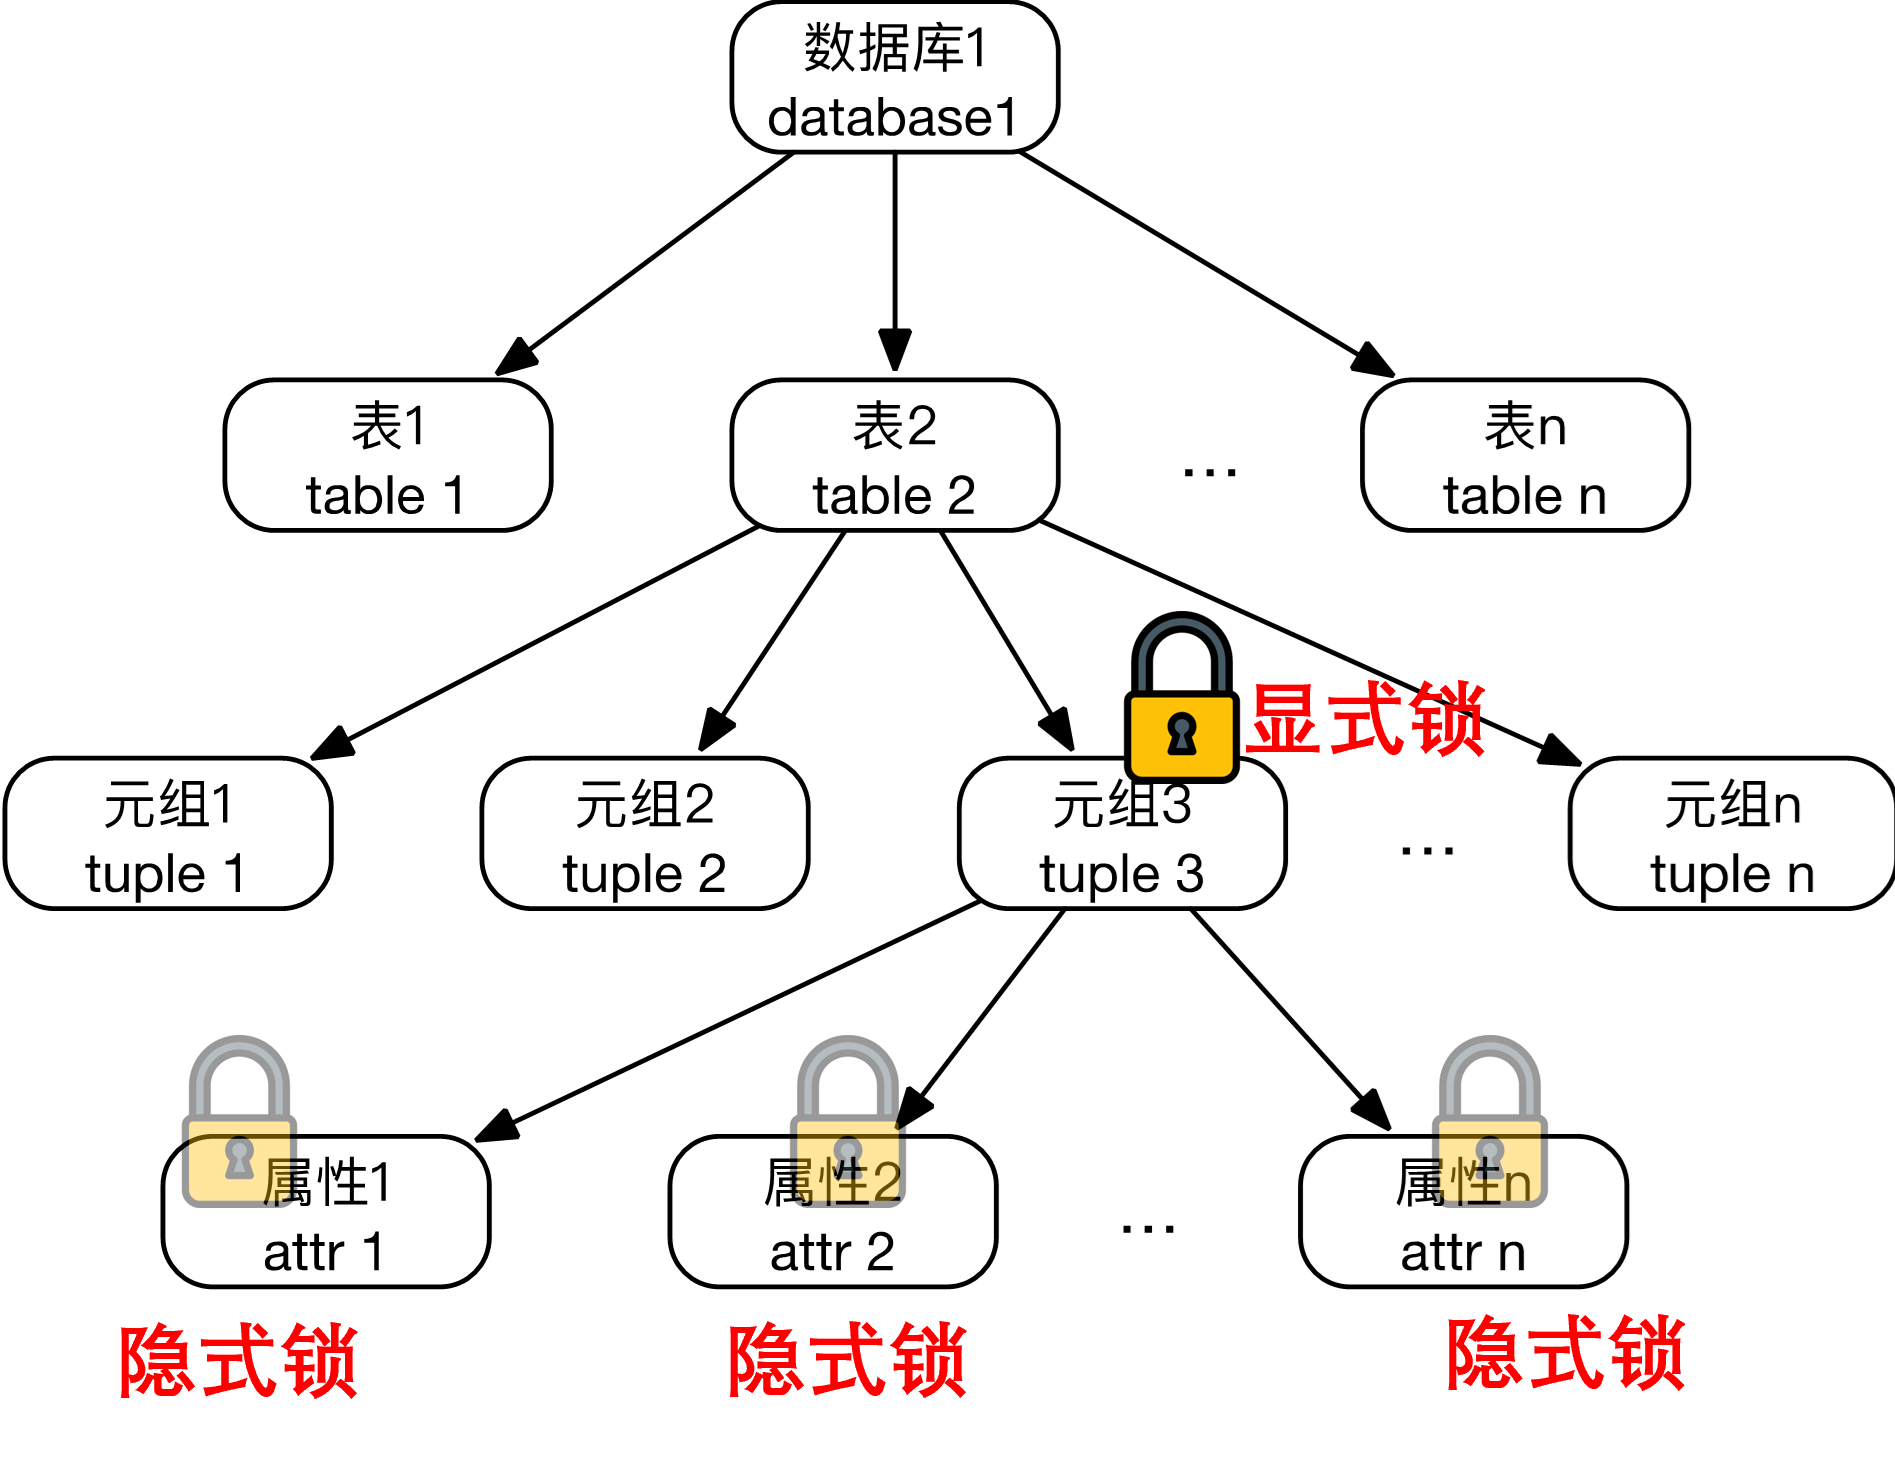 数据库1
database1
表1
table 1
表2
table 2
...
表n
table n
显式锁
元组1
tuple 1
元组2
tuple 2
元组3
tuple 3
...
元组n
tuple n
属性1
attr 1
属性2
attr 2
...
属性n
attr n
隐式锁
隐式锁
隐式锁